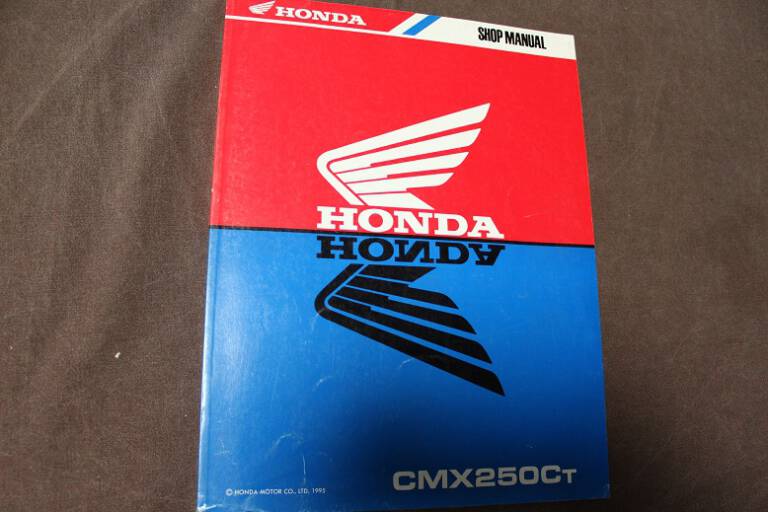 HONDA
SHOP MANUAL
HONDA
HONDA
CMX250CT
© HONDA MOTOR CO., LTD. 1995